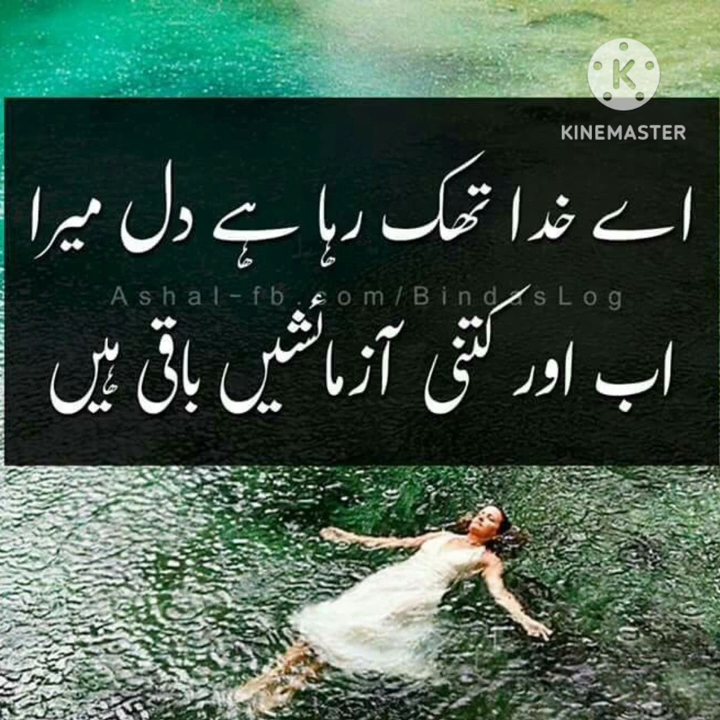 KINEMASTER
اے خدا تھک رہا ہے دل میرا
Ashal-fb.com/BindasLog
اب اور کتنی آزمائشیں باقی ہیں